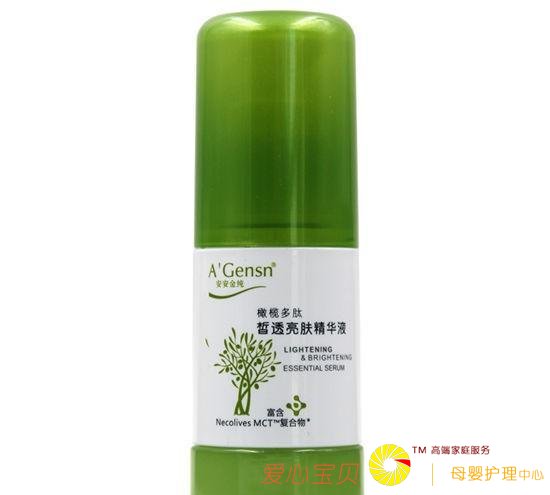 A'Gensn®
安安金纯
橄榄多肽
皙透亮肤精华液
LIGHTENING
& BRIGHTENING
ESSENTIAL SERUM
富含
Necolives MCT™复合物*
爱心宝贝
TM 高端家庭服务
母婴护理中心